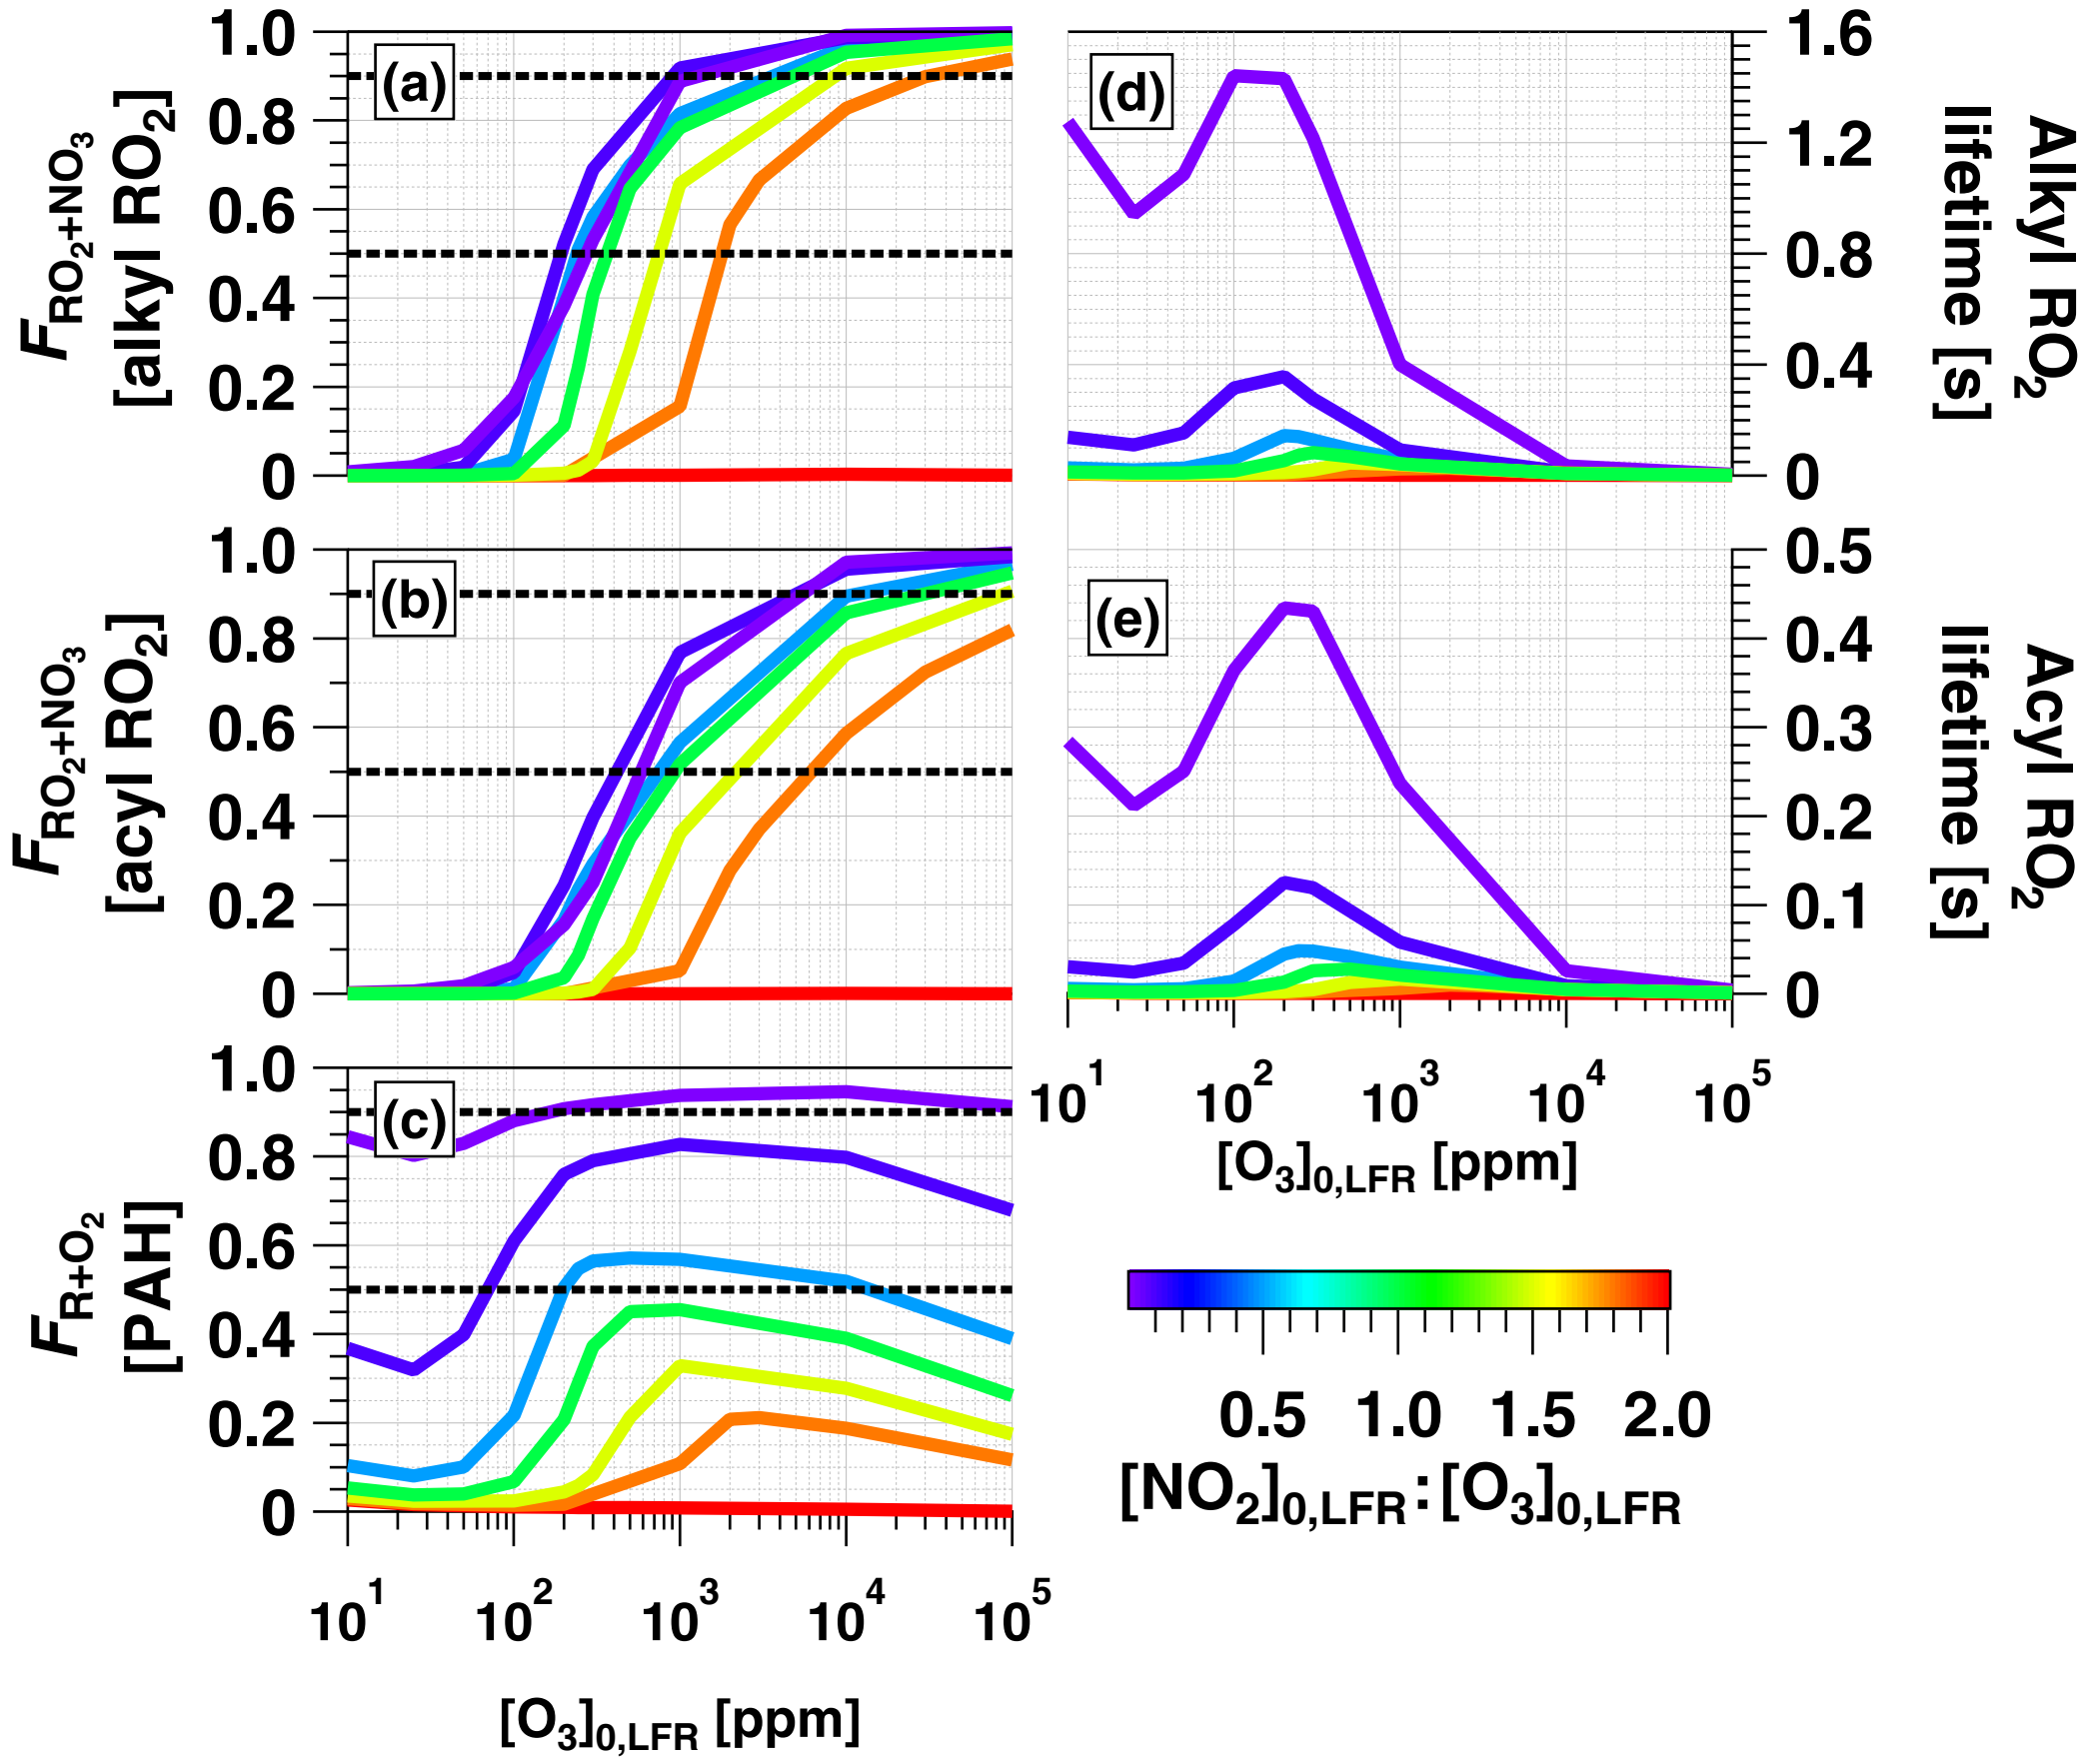 F RO2+NO3
[alkyl RO2]
1.0
0.8
0.6
0.4
0.2
0
(a)
(d)
1.6
1.2
0.8
0.4
0
Alkyl RO2
lifetime [s]
F RO2+NO3
[acyl RO2]
1.0
0.8
0.6
0.4
0.2
0
(b)
(e)
0.5
0.4
0.3
0.2
0.1
0
Acyl RO2
lifetime [s]
10^1 10^2 10^3 10^4 10^5
[O3]0,LFR [ppm]
F R+O2
[PAH]
1.0
0.8
0.6
0.4
0.2
0
(c)
10^1 10^2 10^3 10^4 10^5
[O3]0,LFR [ppm]
0.5 1.0 1.5 2.0
[NO2]0,LFR:[O3]0,LFR